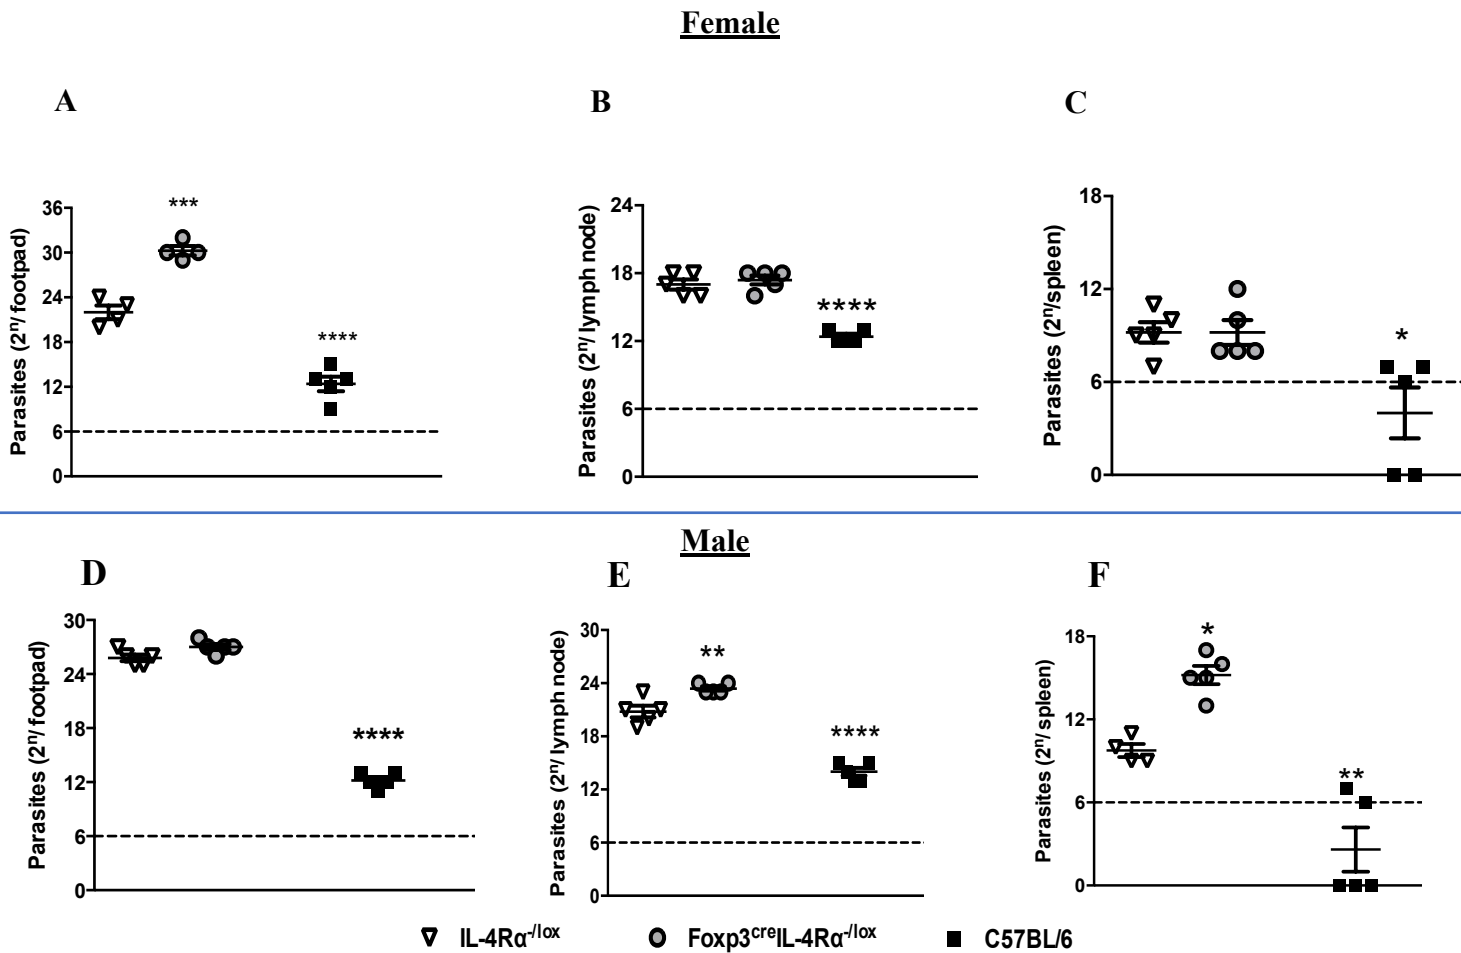 Female
A
B
C
Parasites (2ⁿ/ footpad)
36
30
24
18
12
6
0
***
****
Parasites (2ⁿ/ lymph node)
24
18
12
6
0
****
Parasites (2ⁿ/spleen)
18
12
6
0
*
Male
D
E
F
Parasites (2ⁿ/ footpad)
30
24
18
12
6
0
****
Parasites (2ⁿ/ lymph node)
30
24
18
12
6
0
**
****
Parasites (2ⁿ/ spleen)
18
12
6
0
*
**
IL-4Rα⁻/ˡᵒˣ Foxp3ᶜʳᵉIL-4Rα⁻/ˡᵒˣ C57BL/6